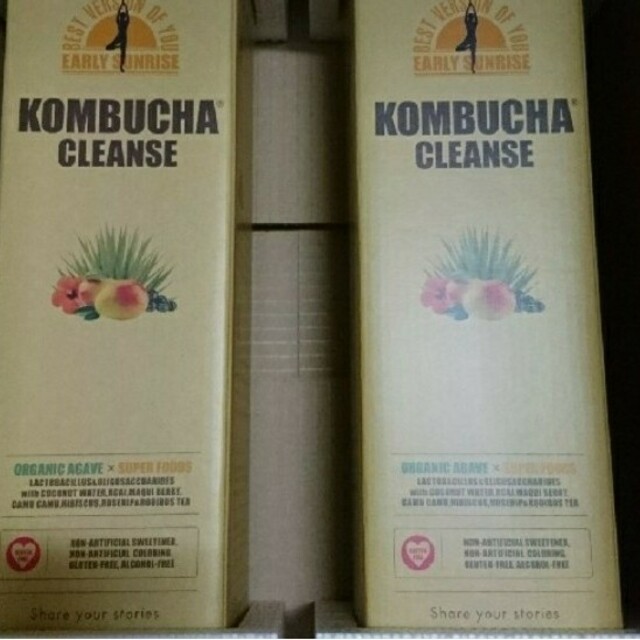 BEST VERSION OF YOU
EARLY SUNRISE
KOMBUCHA®
CLEANSE
ORGANIC AGAVE × SUPER FOODS
LACTOBACILLUS&OLIGOSACCHARIDES
with COCONUT WATER,ACAI,MAQUI BERRY,
CAMU CAMU,HIBISCUS,ROSEHIP&ROOIBOS TEA
NON-ARTIFICIAL SWEETENER,
NON-ARTIFICIAL COLORING
GLUTEN-FREE, ALCOHOL-FREE
Share your stories
BEST VERSION OF YOU
EARLY SUNRISE
KOMBUCHA®
CLEANSE
ORGANIC AGAVE × SUPERFOODS
LACTOBACILLUS&OLIGOSACCHARIDES
with COCONUT WATER,ACAI,MAQUI BERRY,
CAMU CAMU,HIBISCUS,ROSEHIP&ROOIBOS TEA
NON-ARTIFICIAL SWEETENER,
NON-ARTIFICIAL COLORING
GLUTEN-FREE, ALCOHOL-FREE
Share your stories